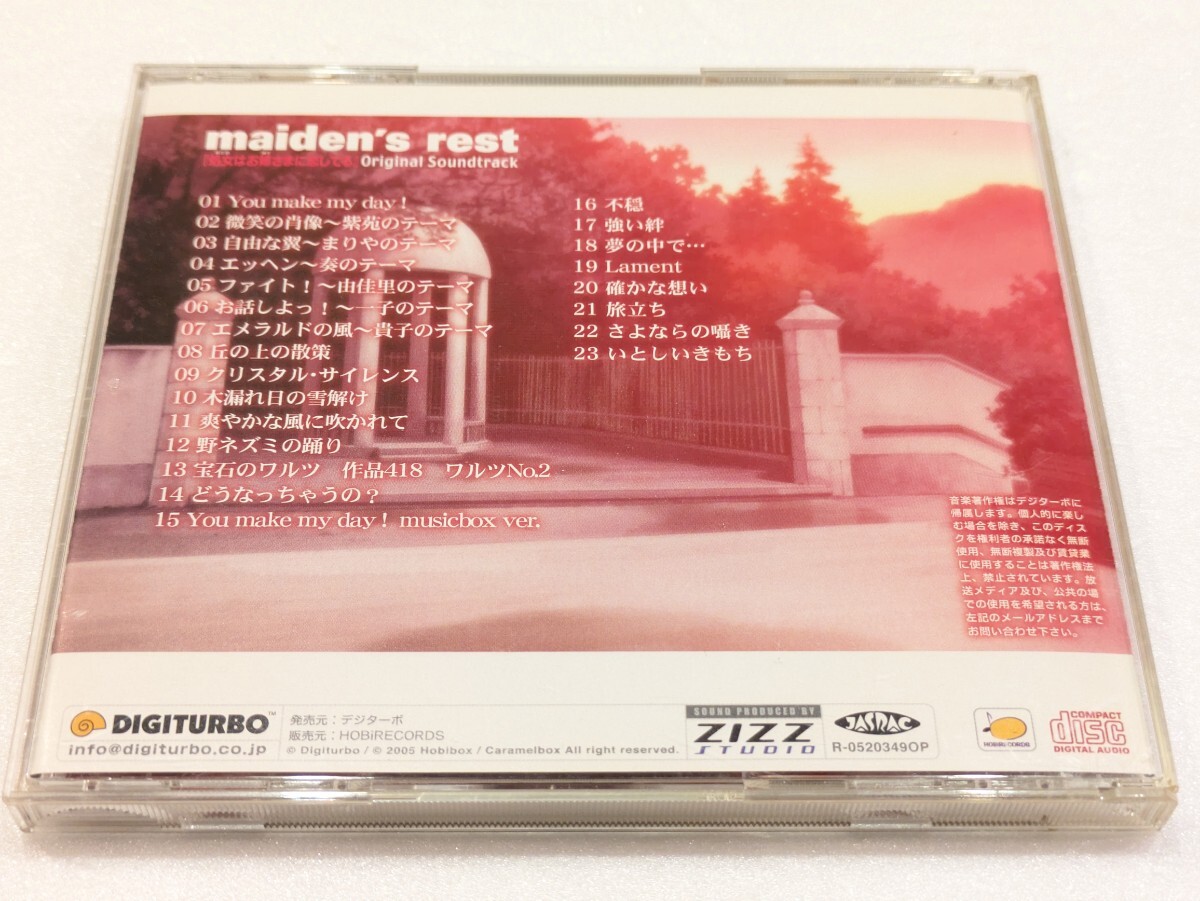 maiden's rest
[処女はお姉さまに恋してる] Original Soundtrack
01 You make my day!
02 微笑の肖像～紫苑のテーマ
03 自由な翼～まりやのテーマ
04 エッヘン～奏のテーマ
05 ファイト！～由佳里のテーマ
06 お話しよっ！～一子のテーマ
07 エメラルドの風～貴子のテーマ
08 丘の上の散策
09 クリスタル・サイレンス
10 木漏れ日の雪解け
11 爽やかな風に吹かれて
12 野ネズミの踊り
13 宝石のワルツ 作品418 ワルツNo.2
14 どうなっちゃうの？
15 You make my day! musicbox ver.
16 不穏
17 強い絆
18 夢の中で…
19 Lament
20 確かな想い
21 旅立ち
22 さよならの囁き
23 いとしいきもち
音楽著作権はデジターボに
帰属します。個人的に楽し
む場合を除き、このディス
クを権利者の承諾なく無断
使用、無断複製及び賃貸業
に使用することは著作権法
上、禁止されています。放
送メディア及び、公共の場
での使用を希望される方は、
左記のメールアドレスまで
お問い合わせ下さい。
DIGITURBO™
info@digiturbo.co.jp
発売元：デジターボ
販売元：HOBiRECORDS
© Digiturbo / © 2005 Hobibox / Caramelbox All right reserved.
SOUND PRODUCED BY
ZIZZ
STUDIO
JASRAC
R-0520349OP
HOBiRECORDS
COMPACT
disc
DIGITAL AUDIO